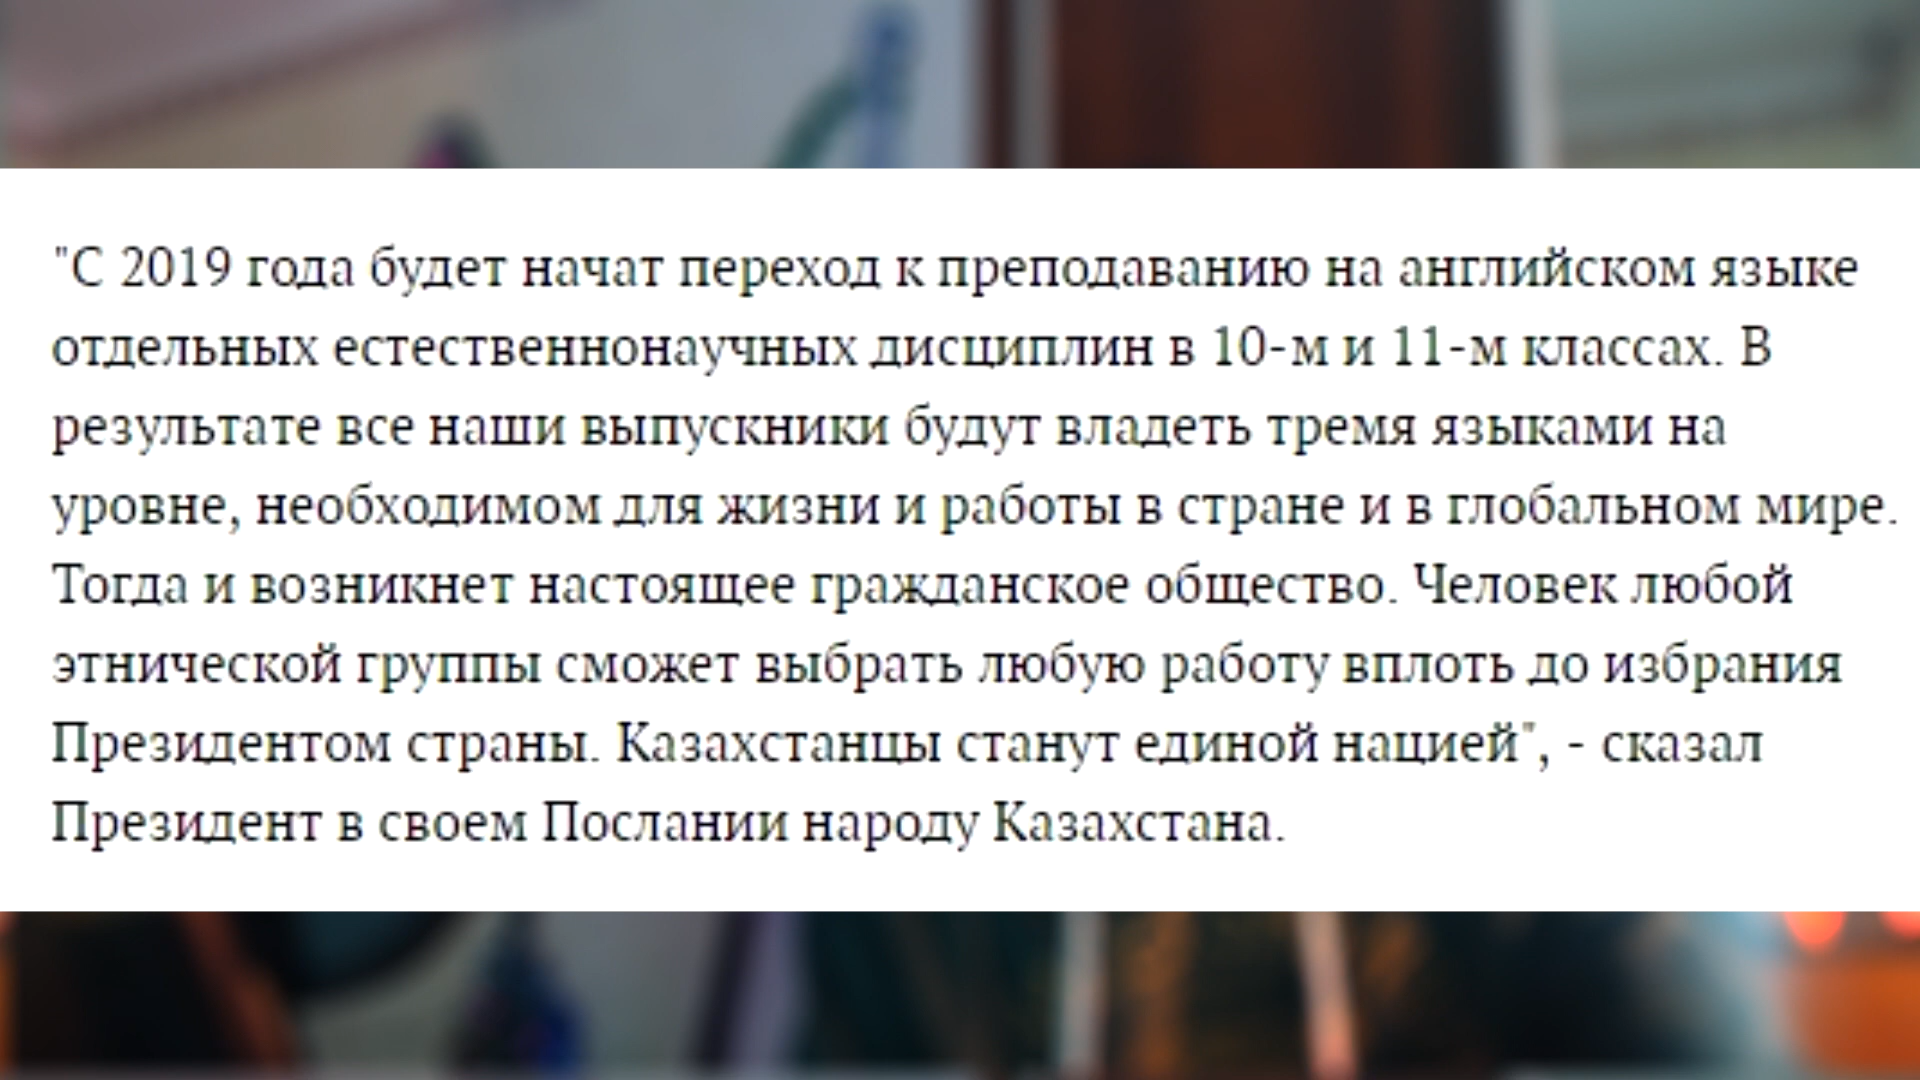 "С 2019 года будет начат переход к преподаванию на английском языке
отдельных естественнонаучных дисциплин в 10-м и 11-м классах. В
результате все наши выпускники будут владеть тремя языками на
уровне, необходимом для жизни и работы в стране и в глобальном мире.
Тогда и возникнет настоящее гражданское общество. Человек любой
этнической группы сможет выбрать любую работу вплоть до избрания
Президентом страны. Казахстанцы станут единой нацией", - сказал
Президент в своем Послании народу Казахстана.